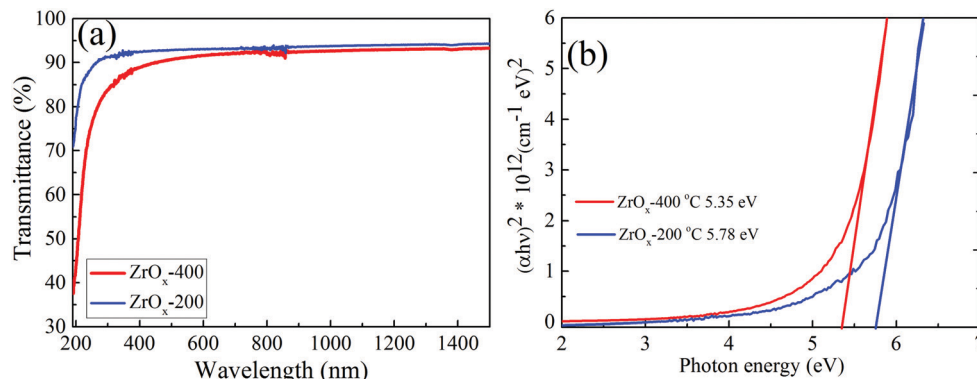 (a)
100
90
80
70
60
50
40
30
Transmittance (%)
ZrOₓ-400
ZrOₓ-200
200 400 600 800 1000 1200 1400
Wavelength (nm)
(b)
6
5
4
3
2
1
0
(αhν)² * 10¹²(cm⁻¹ eV)²
ZrOₓ-400 °C 5.35 eV
ZrOₓ-200 °C 5.78 eV
2 3 4 5 6 7
Photon energy (eV)